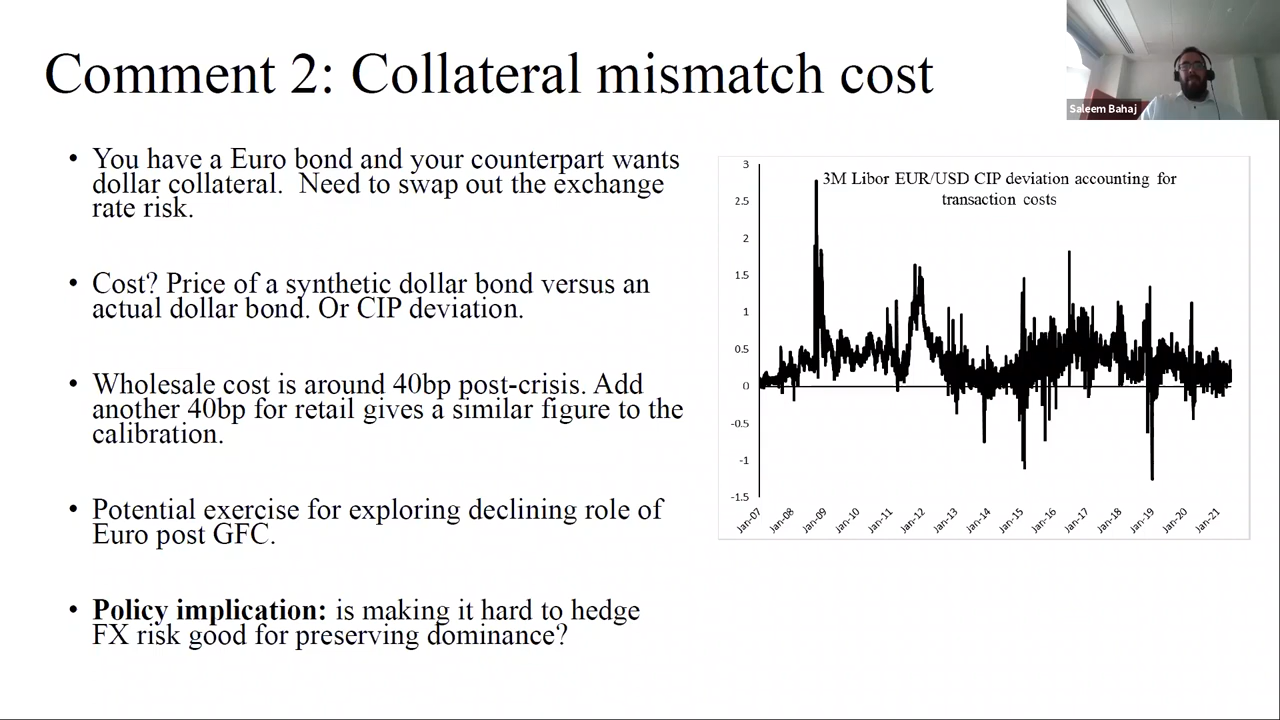 Comment 2: Collateral mismatch cost
Saleem Bahaj
• You have a Euro bond and your counterpart wants
dollar collateral.  Need to swap out the exchange
rate risk.
• Cost? Price of a synthetic dollar bond versus an
actual dollar bond. Or CIP deviation.
• Wholesale cost is around 40bp post-crisis. Add
another 40bp for retail gives a similar figure to the
calibration.
• Potential exercise for exploring declining role of
Euro post GFC.
• Policy implication: is making it hard to hedge
FX risk good for preserving dominance?
3M Libor EUR/USD CIP deviation accounting for
transaction costs
3
2.5
2
1.5
1
0.5
0
-0.5
-1
-1.5
Jan-07
Jan-08
Jan-09
Jan-10
Jan-11
Jan-12
Jan-13
Jan-14
Jan-15
Jan-16
Jan-17
Jan-18
Jan-19
Jan-20
Jan-21